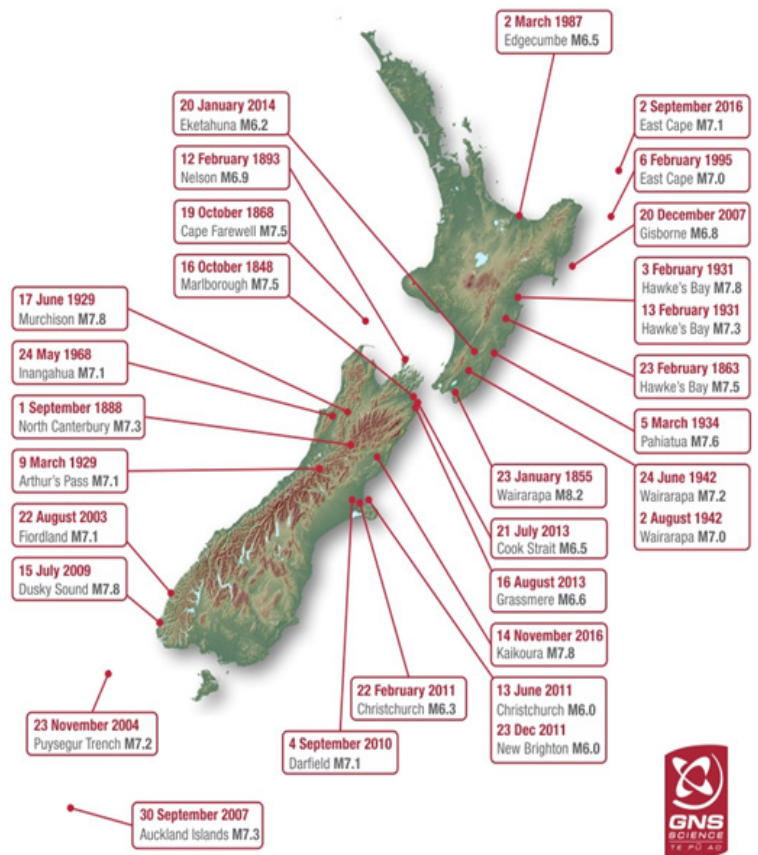 2 March 1987
Edgecumbe M6.5
20 January 2014
Eketahuna M6.2
12 February 1893
Nelson M6.9
19 October 1868
Cape Farewell M7.5
16 October 1848
Marlborough M7.5
17 June 1929
Murchison M7.8
24 May 1968
Inangahua M7.1
1 September 1888
North Canterbury M7.3
9 March 1929
Arthur's Pass M7.1
22 August 2003
Fiordland M7.1
15 July 2009
Dusky Sound M7.8
23 November 2004
Puysegur Trench M7.2
30 September 2007
Auckland Islands M7.3
2 September 2016
East Cape M7.1
6 February 1995
East Cape M7.0
20 December 2007
Gisborne M6.8
3 February 1931
Hawke's Bay M7.8
13 February 1931
Hawke's Bay M7.3
23 February 1863
Hawke's Bay M7.5
5 March 1934
Pahiatua M7.6
24 June 1942
Wairarapa M7.2
2 August 1942
Wairarapa M7.0
23 January 1855
Wairarapa M8.2
21 July 2013
Cook Strait M6.5
16 August 2013
Grassmere M6.6
14 November 2016
Kaikoura M7.8
13 June 2011
Christchurch M6.0
23 Dec 2011
New Brighton M6.0
22 February 2011
Christchurch M6.3
4 September 2010
Darfield M7.1
GNS
SCIENCE
TE PŪ AO